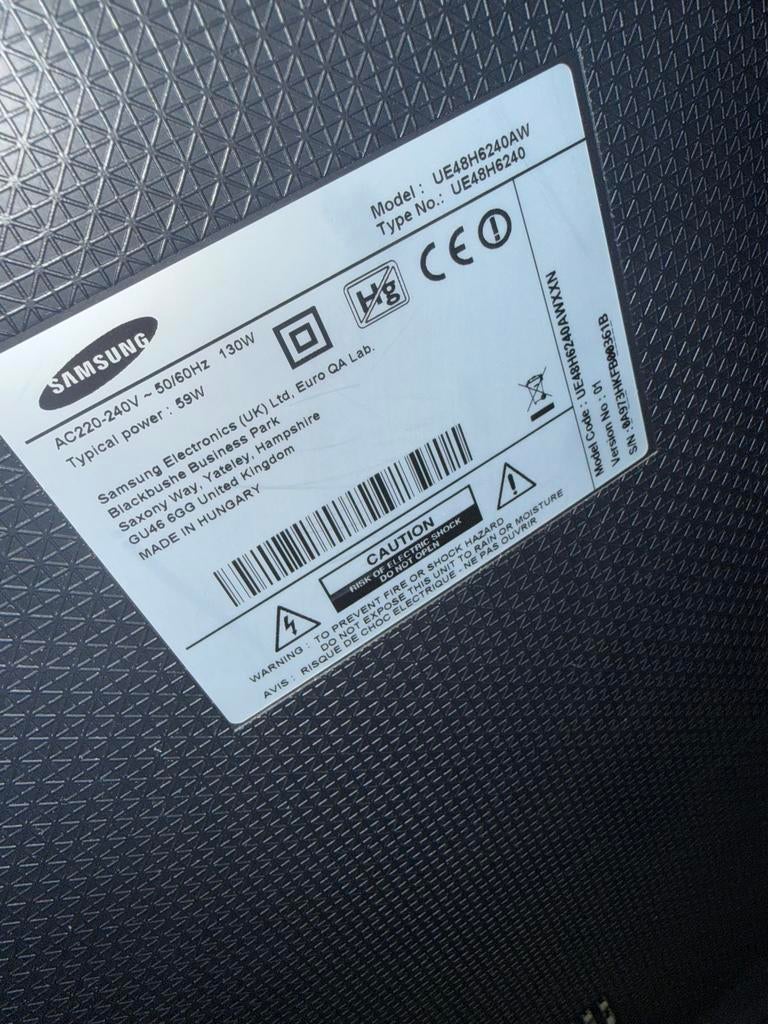 Model : UE48H6240AW
Type No.: UE48H6240
SAMSUNG
AC220-240V ~ 50/60Hz 130W
Typical power : 59W
Hg
CE
Samsung Electronics (UK) Ltd, Euro QA Lab.
Blackbushe Business Park
Saxony Way, Yateley, Hampshire
GU46 6GG United Kingdom
MADE IN HUNGARY
Model Code : UE48H6240AWXXXN
Version No : 01
S/N :
CAUTION
RISK OF ELECTRIC SHOCK
DO NOT OPEN
WARNING : TO PREVENT FIRE OR SHOCK HAZARD
DO NOT EXPOSE THIS UNIT TO RAIN OR MOISTURE
AVIS : RISQUE DE CHOC ELECTRIQUE - NE PAS OUVRIR